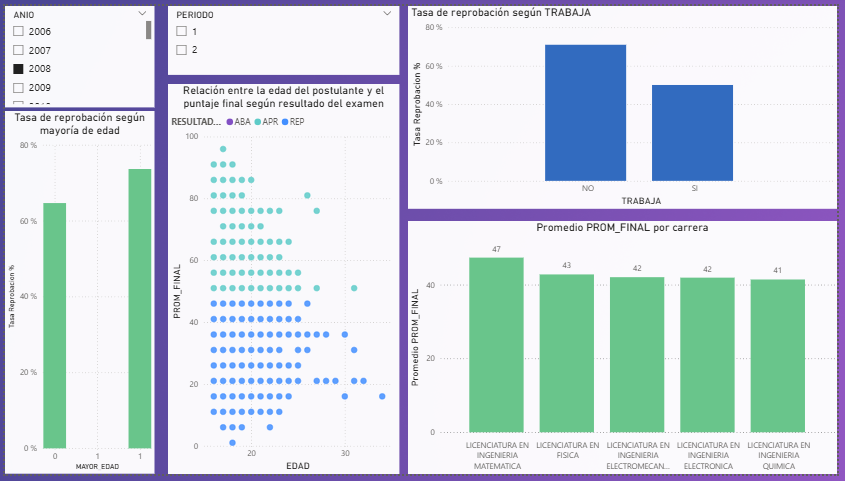 ANIO
2006
2007
2008
2009
PERIODO
1
2
Tasa de reprobación según
mayoría de edad
80 %
60 %
40 %
20 %
0 %
Tasa Reprobacion %
0
1
1
MAYOR_EDAD
Relación entre la edad del postulante y el
puntaje final según resultado del examen
RESULTAD... ABA APR REP
100
80
60
40
20
0
PROM_FINAL
20
30
EDAD
Tasa de reprobación según TRABAJA
80 %
60 %
40 %
20 %
0 %
Tasa Reprobacion %
NO
SI
TRABAJA
Promedio PROM_FINAL por carrera
47
43
42
42
41
40
20
0
Promedio PROM_FINAL
LICENCIATURA EN
INGENIERIA
MATEMATICA
LICENCIATURA EN
FISICA
LICENCIATURA EN
INGENIERIA
ELECTROMECAN...
LICENCIATURA EN
INGENIERIA
ELECTRONICA
LICENCIATURA EN
INGENIERIA
QUIMICA